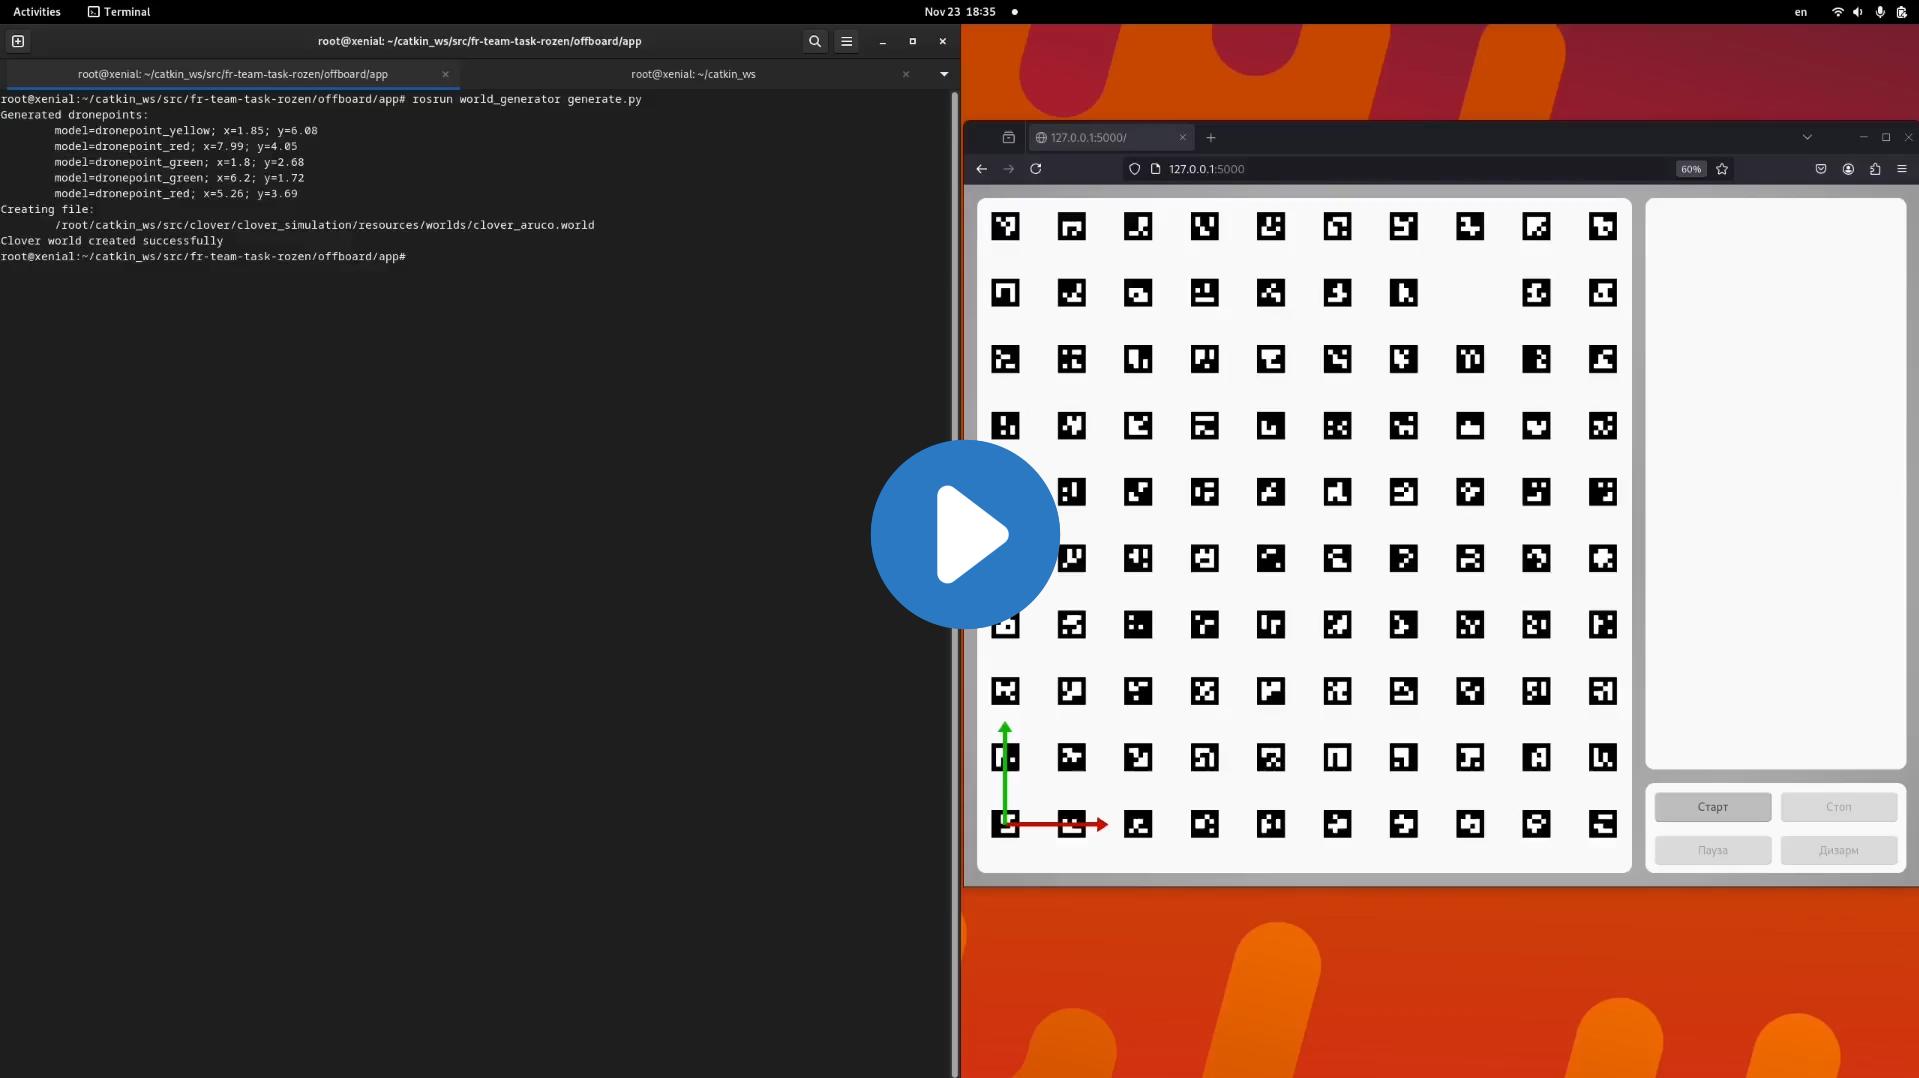 Activities
Terminal
Nov 23 18:35
en
root@xenial: ~/catkin_ws/src/fr-team-task-rozen/offboard/app
root@xenial: ~/catkin_ws/src/fr-team-task-rozen/offboard/app
root@xenial: ~/catkin_ws
root@xenial:~/catkin_ws/src/fr-team-task-rozen/offboard/app# rosrun world_generator generate.py
Generated dronepoints:
model=dronepoint_yellow; x=1.85; y=6.08
model=dronepoint_red; x=7.99; y=4.05
model=dronepoint_green; x=1.8; y=2.68
model=dronepoint_green; x=6.2; y=1.72
model=dronepoint_red; x=5.26; y=3.69
Creating file:
/root/catkin_ws/src/clover/clover_simulation/resources/worlds/clover_aruco.world
Clover world created successfully
root@xenial:~/catkin_ws/src/fr-team-task-rozen/offboard/app#
127.0.0.1:5000/
127.0.0.1:5000
60%
Старт
Стоп
Пауза
Дизарм